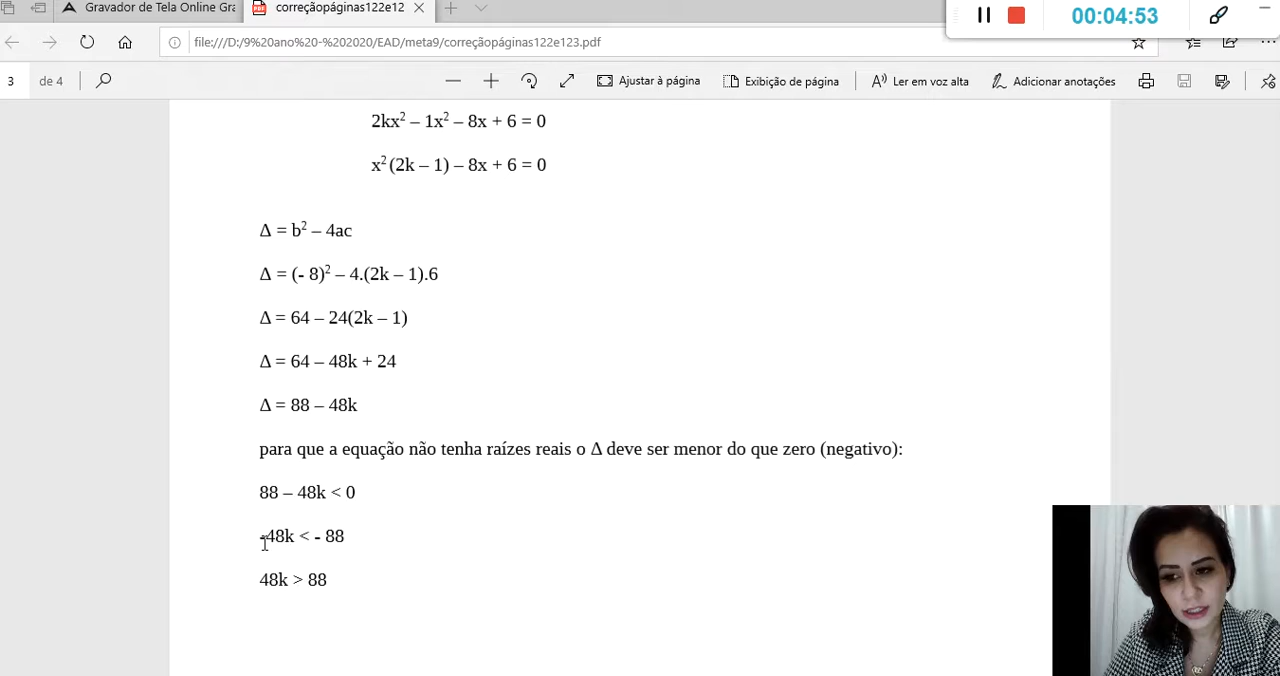 Gravador de Tela Online Gra
correçãopáginas122e12
00:04:53
file:///D:/9%20ano%20-%202020/EAD/meta9/correçãopáginas122e123.pdf
3 de 4
Ajustar à página
Exibição de página
Ler em voz alta
Adicionar anotações
2kx² – 1x² – 8x + 6 = 0
x² (2k – 1) – 8x + 6 = 0
Δ = b² – 4ac
Δ = (- 8)² – 4.(2k – 1).6
Δ = 64 – 24(2k – 1)
Δ = 64 – 48k + 24
Δ = 88 – 48k
para que a equação não tenha raízes reais o Δ deve ser menor do que zero (negativo):
88 – 48k < 0
-48k < - 88
48k > 88